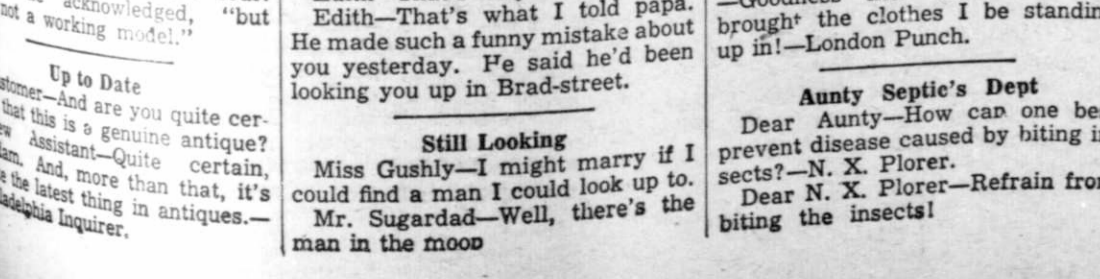 acknowledged, "but
not a working model."
Up to Date
stomer—And are you quite cer-
that this is a genuine antique?
ew Assistant—Quite certain,
lam. And, more than that, it's
e the latest thing in antiques.—
ladelphia Inquirer.
Edith—That's what I told papa.
He made such a funny mistake about
you yesterday. He said he'd been
looking you up in Brad-street.
Still Looking
Miss Gushly—I might marry if I
could find a man I could look up to.
Mr. Sugardad—Well, there's the
man in the moon
brought the clothes I be standin
up in!—London Punch.
Aunty Septic's Dept
Dear Aunty—How can one be
prevent disease caused by biting in
sects?—N. X. Plorer.
Dear N. X. Plorer—Refrain from
biting the insects!